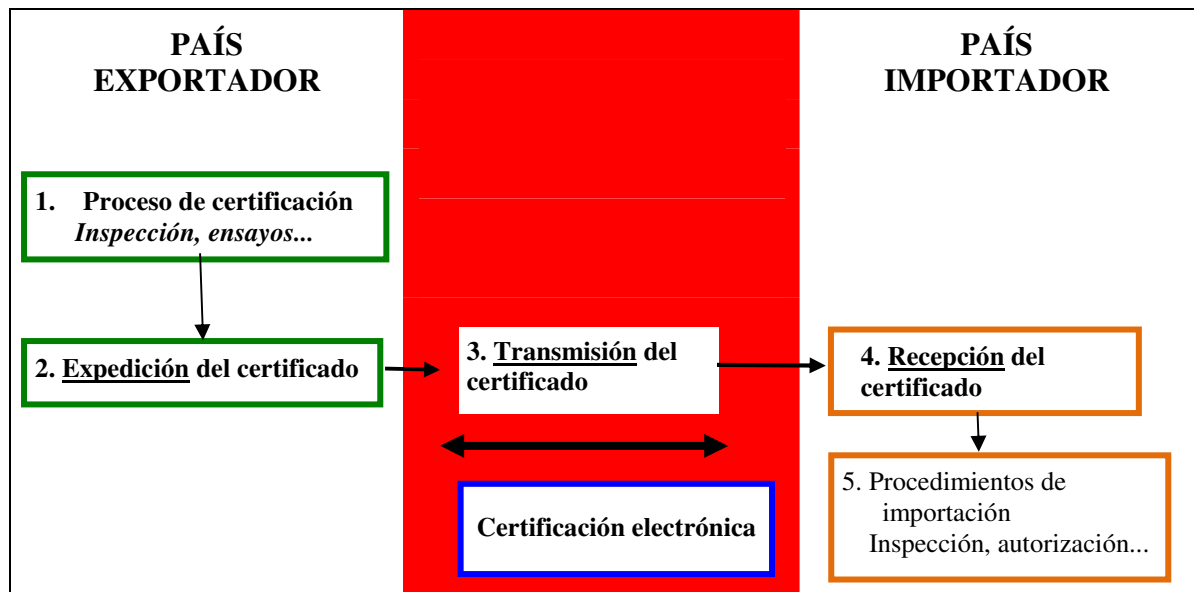 PAÍS
EXPORTADOR
PAÍS
IMPORTADOR
1. Proceso de certificación
Inspección, ensayos...
2. Expedición del certificado
3. Transmisión del
certificado
4. Recepción del
certificado
Certificación electrónica
5. Procedimientos de
importación
Inspección, autorización...